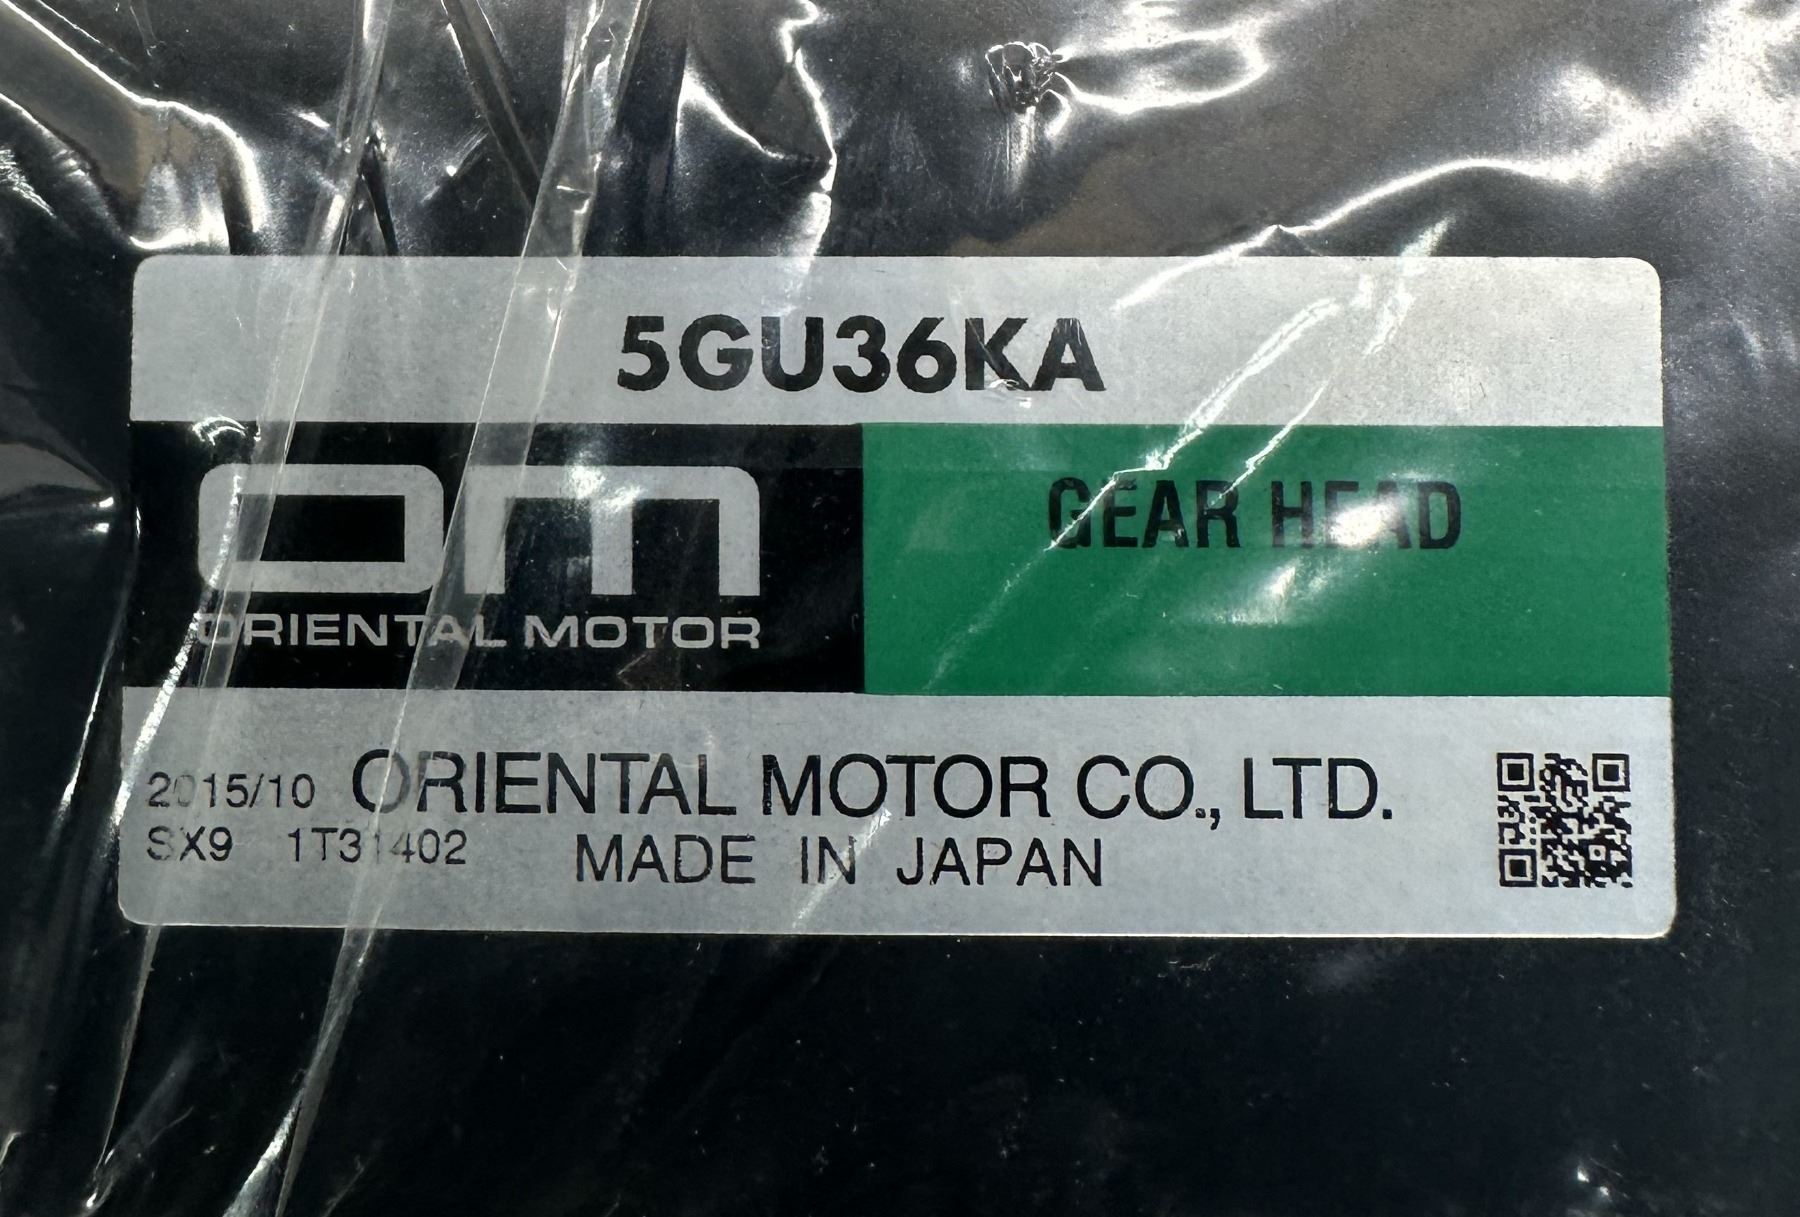 5GU36KA
om
ORIENTAL MOTOR
GEAR HEAD
2015/10 ORIENTAL MOTOR CO., LTD.
SX9 1T31402 MADE IN JAPAN